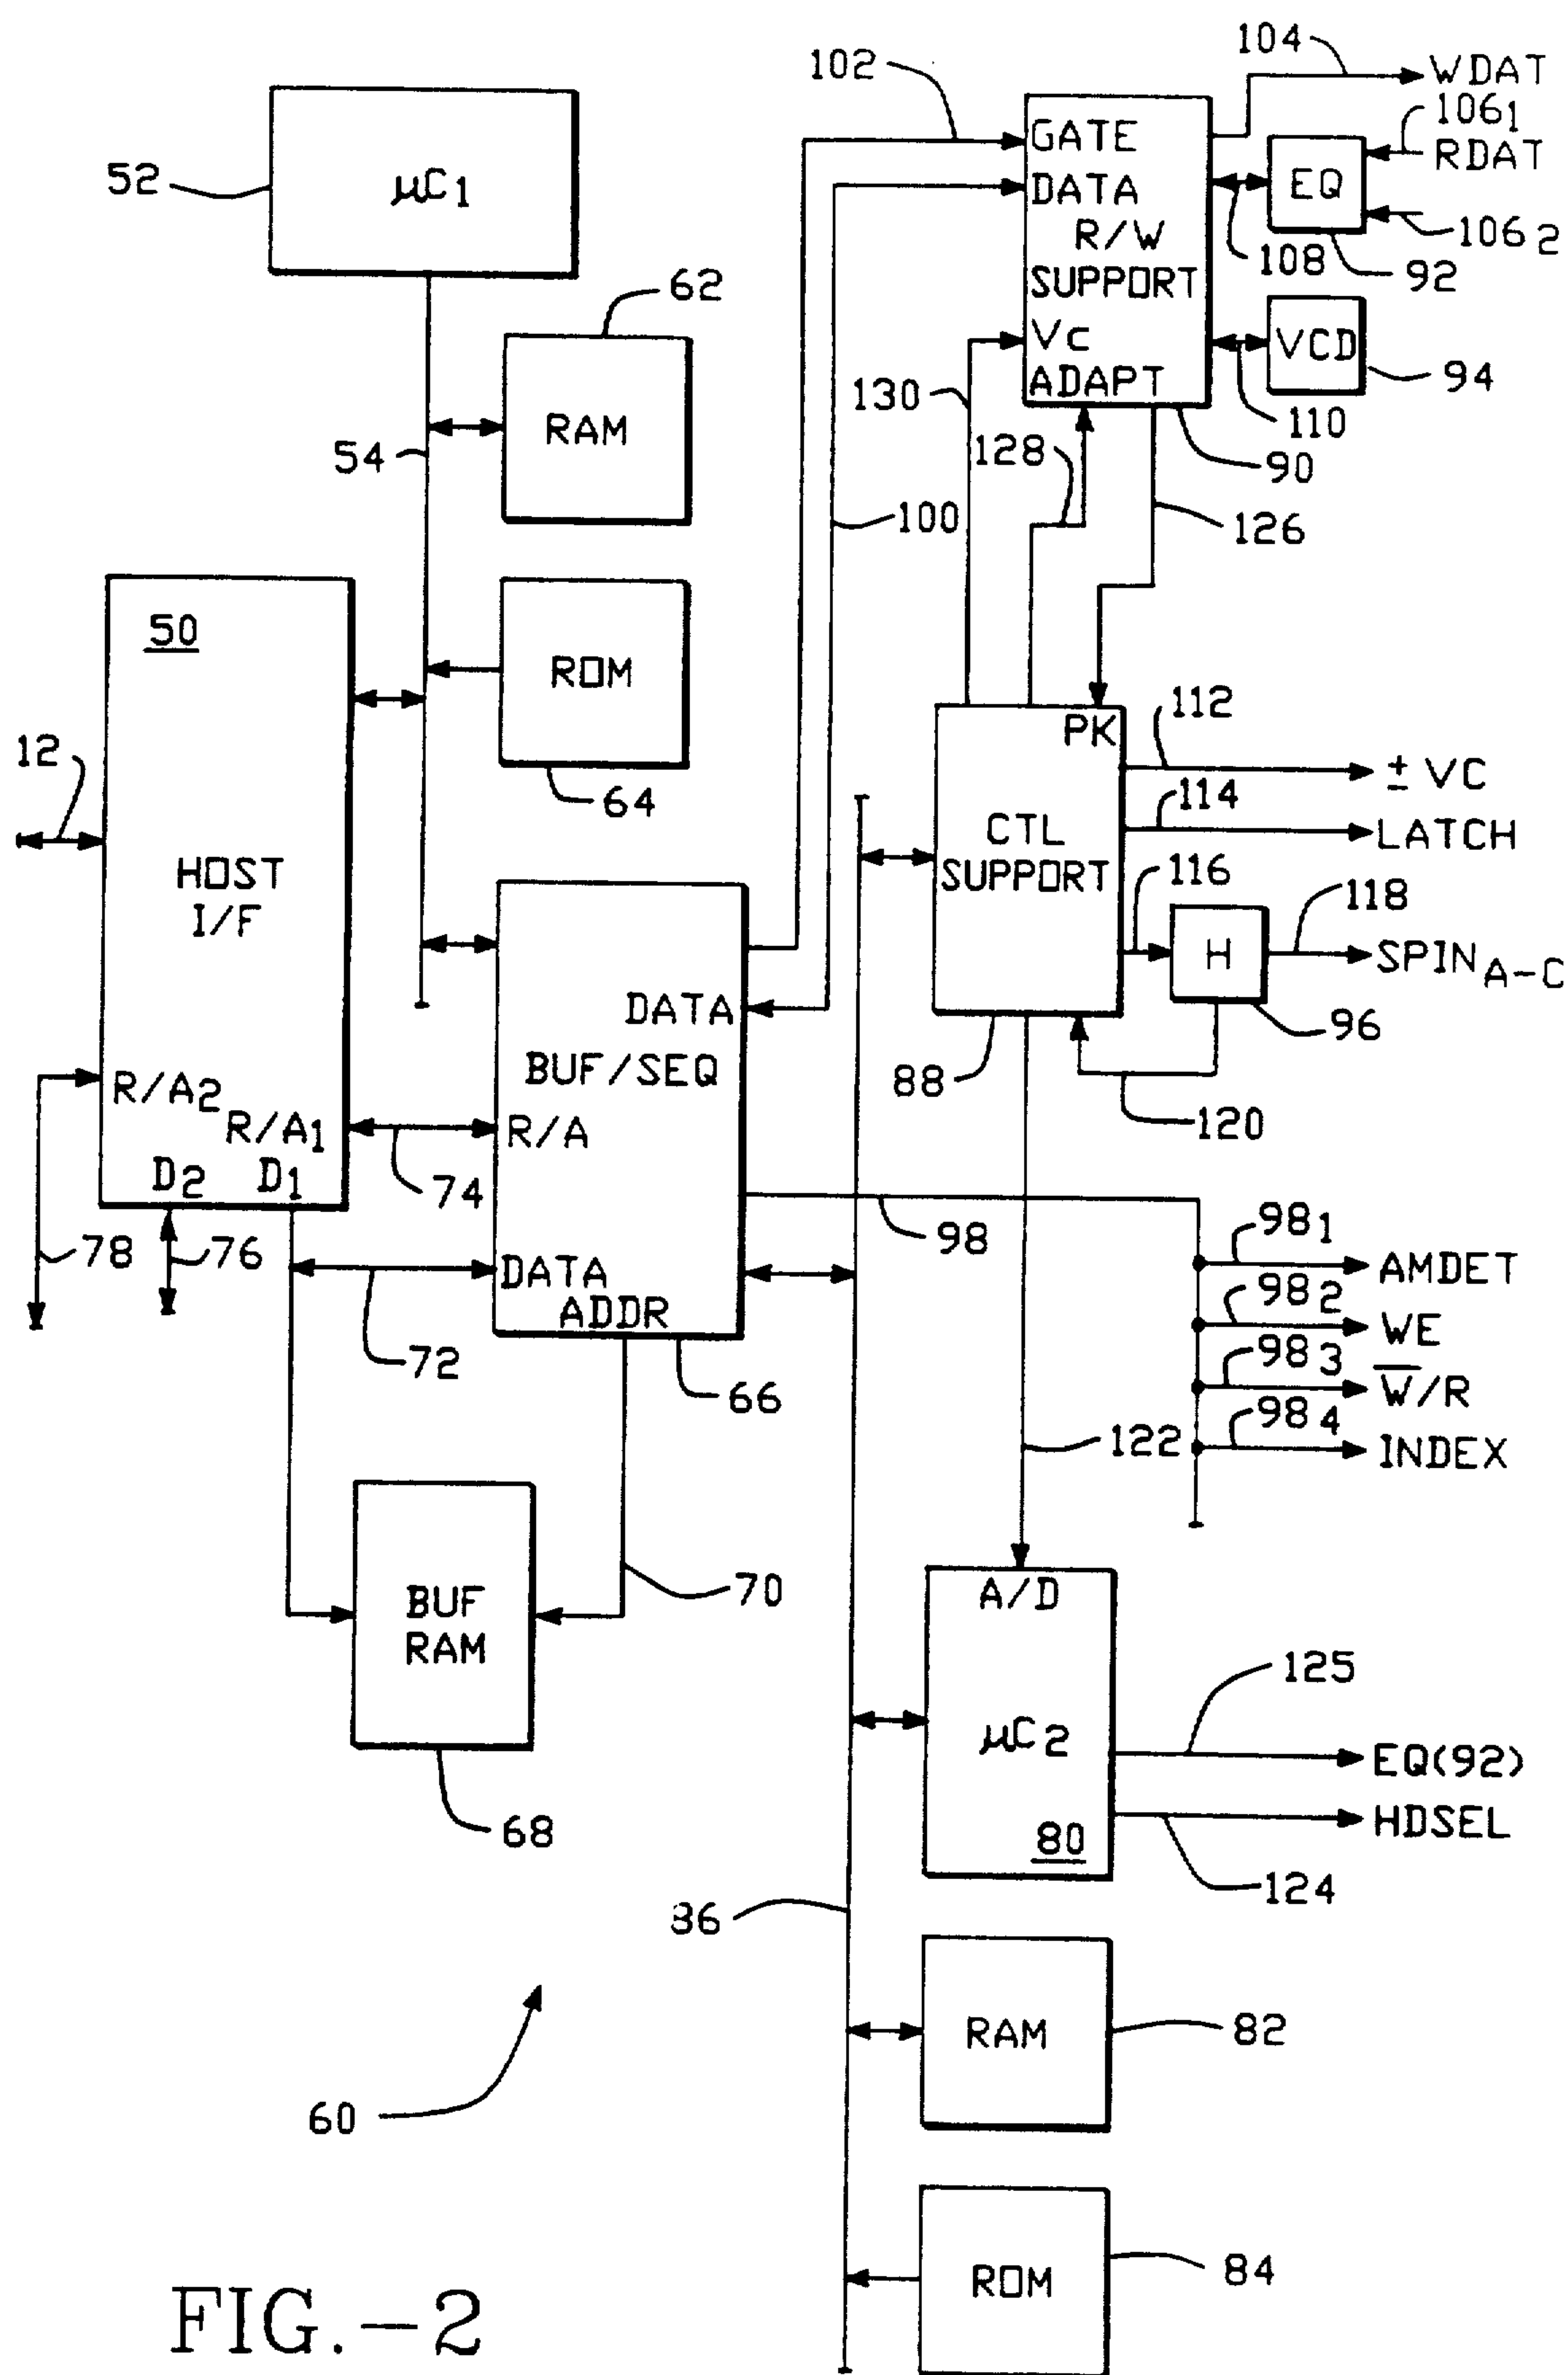 104
WDAT
102
106₁
RDAT
GATE
DATA
R/W
SUPPORT
Vc
ADAPT
EQ
106₂
108
92
VCO
94
110
90
52
μC₁
62
RAM
54
130
128
100
126
50
ROM
64
12
HOST
I/F
PK
112
± VC
114
LATCH
CTL
SUPPORT
116
118
H
SPIN A-C
96
88
120
DATA
BUF/SEQ
R/A
R/A₂
R/A₁
D₂
D₁
74
78
76
98
98₁
AMDET
98₂
WE
98₃
W̅/R
98₄
INDEX
DATA
ADDR
72
66
122
BUF
RAM
70
68
A/D
μC₂
80
125
EQ(92)
HDSEL
124
86
RAM
82
60
ROM
84
FIG.-2